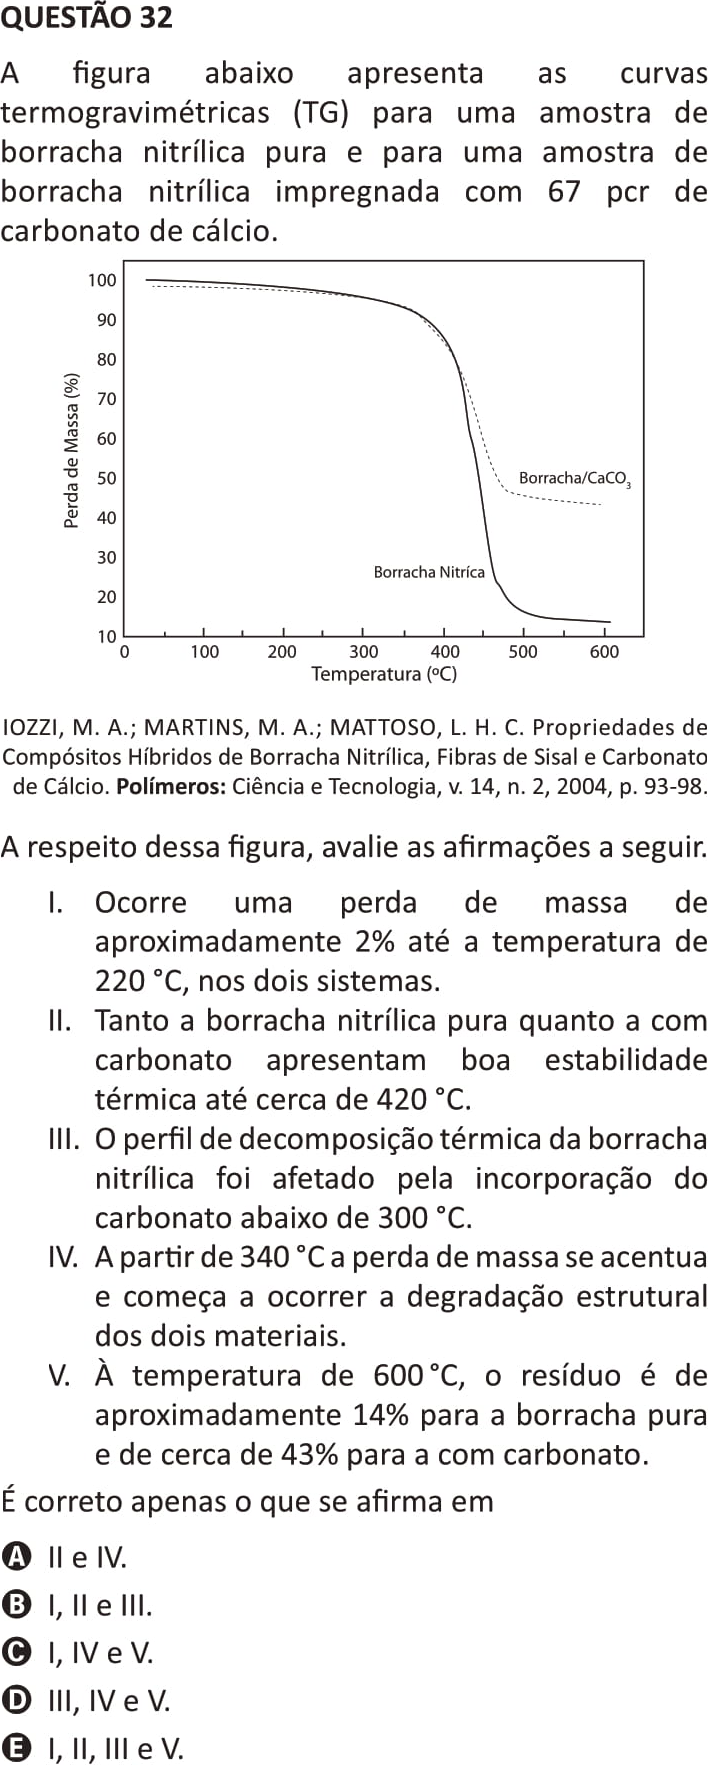 QUESTÃO 32
A figura abaixo apresenta as curvas
termogravimétricas (TG) para uma amostra de
borracha nitrílica pura e para uma amostra de
borracha nitrílica impregnada com 67 pcr de
carbonato de cálcio.
100
90
80
70
60
50
40
30
20
10
Perda de Massa (%)
Borracha/CaCO₃
Borracha Nitríca
0 100 200 300 400 500 600
Temperatura (ºC)
IOZZI, M. A.; MARTINS, M. A.; MATTOSO, L. H. C. Propriedades de
Compósitos Híbridos de Borracha Nitrílica, Fibras de Sisal e Carbonato
de Cálcio. Polímeros: Ciência e Tecnologia, v. 14, n. 2, 2004, p. 93-98.
A respeito dessa figura, avalie as afirmações a seguir.
I. Ocorre uma perda de massa de
aproximadamente 2% até a temperatura de
220 °C, nos dois sistemas.
II. Tanto a borracha nitrílica pura quanto a com
carbonato apresentam boa estabilidade
térmica até cerca de 420 °C.
III. O perfil de decomposição térmica da borracha
nitrílica foi afetado pela incorporação do
carbonato abaixo de 300 °C.
IV. A partir de 340 °C a perda de massa se acentua
e começa a ocorrer a degradação estrutural
dos dois materiais.
V. À temperatura de 600 °C, o resíduo é de
aproximadamente 14% para a borracha pura
e de cerca de 43% para a com carbonato.
É correto apenas o que se afirma em
A II e IV.
B I, II e III.
C I, IV e V.
D III, IV e V.
E I, II, III e V.